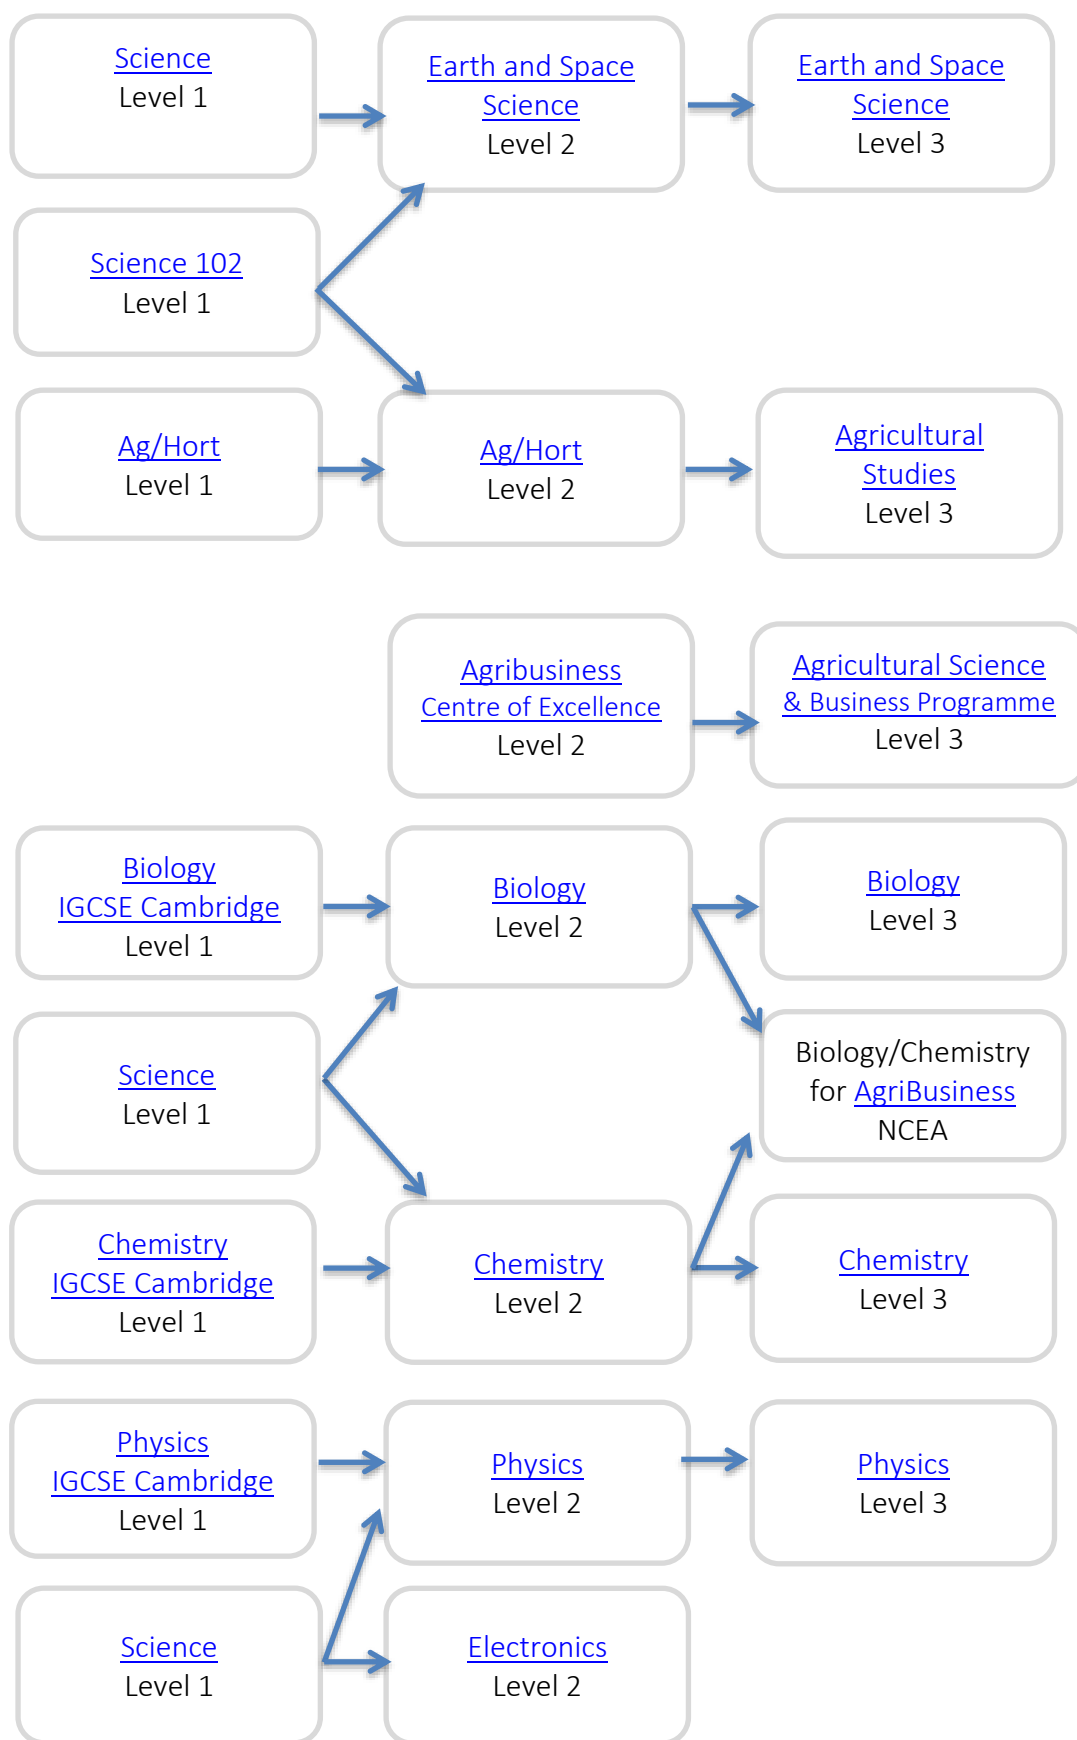 Science
Level 1
Earth and Space
Science
Level 2
Earth and Space
Science
Level 3
Science 102
Level 1
Ag/Hort
Level 1
Ag/Hort
Level 2
Agricultural
Studies
Level 3
Agribusiness
Centre of Excellence
Level 2
Agricultural Science
& Business Programme
Level 3
Biology
IGCSE Cambridge
Level 1
Biology
Level 2
Biology
Level 3
Science
Level 1
Biology/Chemistry
for AgriBusiness
NCEA
Chemistry
IGCSE Cambridge
Level 1
Chemistry
Level 2
Chemistry
Level 3
Physics
IGCSE Cambridge
Level 1
Physics
Level 2
Physics
Level 3
Science
Level 1
Electronics
Level 2